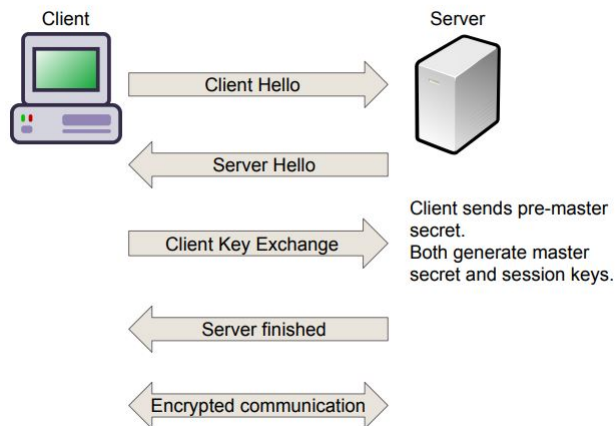 Client
Server
Client Hello
Server Hello
Client Key Exchange
Client sends pre-master
secret.
Both generate master
secret and session keys.
Server finished
Encrypted communication